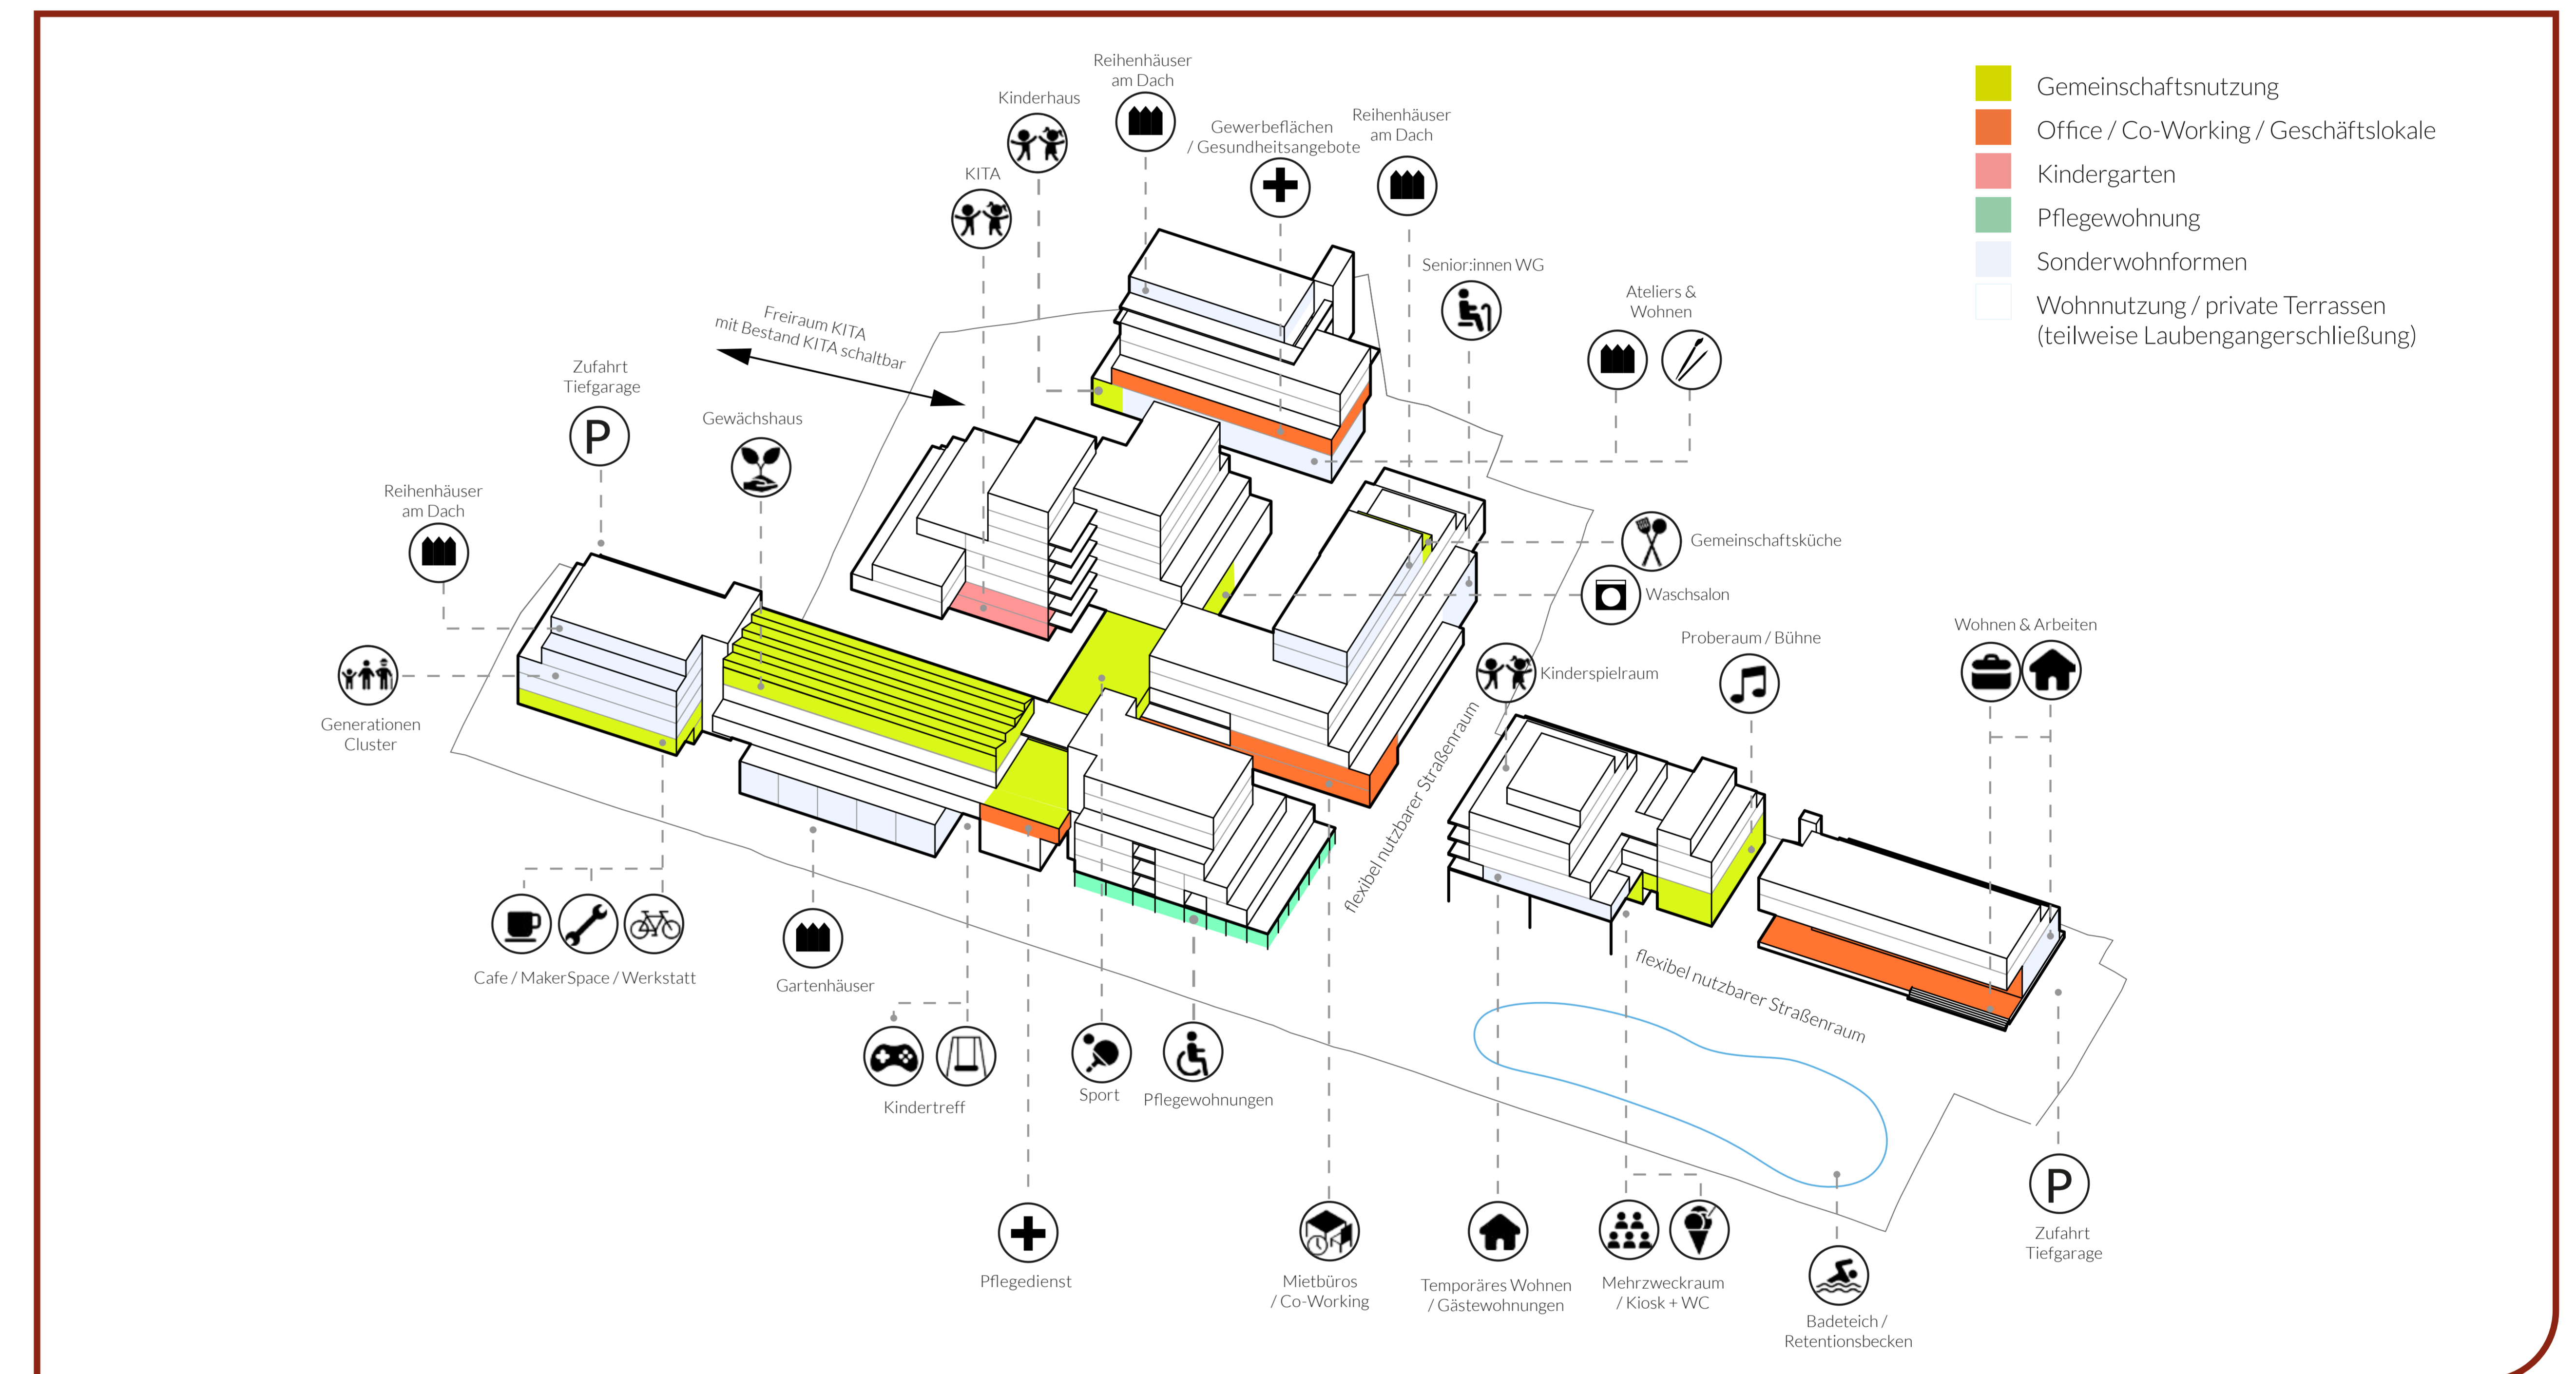 Reihenhäuser
am Dach
Kinderhaus
Gewerbeflächen
/ Gesundheitsangebote
Reihenhäuser
am Dach
KITA
Senior:innen WG
Ateliers &
Wohnen
Gemeinschaftsnutzung
Office / Co-Working / Geschäftslokale
Kindergarten
Pflegewohnung
Sonderwohnformen
Wohnnutzung / private Terrassen
(teilweise Laubengangerschließung)
Freiraum KITA
mit Bestand KITA schaltbar
Zufahrt
Tiefgarage
P
Gewächshaus
Reihenhäuser
am Dach
Generationen
Cluster
Gemeinschaftsküche
Waschsalon
Kinderspielraum
Proberaum / Bühne
Wohnen & Arbeiten
flexibel nutzbarer Straßenraum
flexibel nutzbarer Straßenraum
Cafe / MakerSpace / Werkstatt
Gartenhäuser
Kindertreff
Sport
Pflegewohnungen
Pflegedienst
Mietbüros
/ Co-Working
Temporäres Wohnen
/ Gästewohnungen
Mehrzweckraum
/ Kiosk + WC
Badeteich /
Retentionsbecken
P
Zufahrt
Tiefgarage